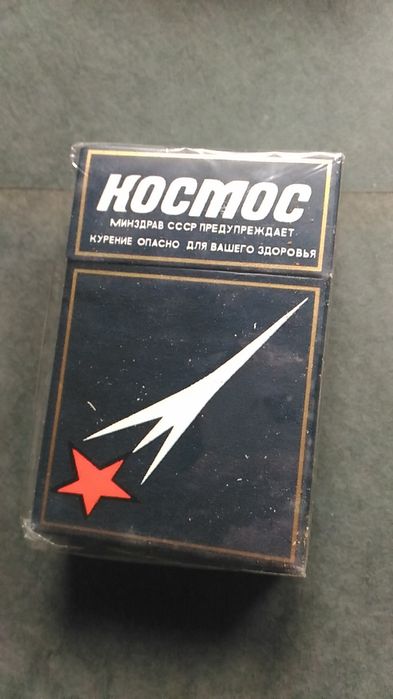 КОСМОС
МИНЗДРАВ СССР ПРЕДУПРЕЖДАЕТ
КУРЕНИЕ ОПАСНО ДЛЯ ВАШЕГО ЗДОРОВЬЯ